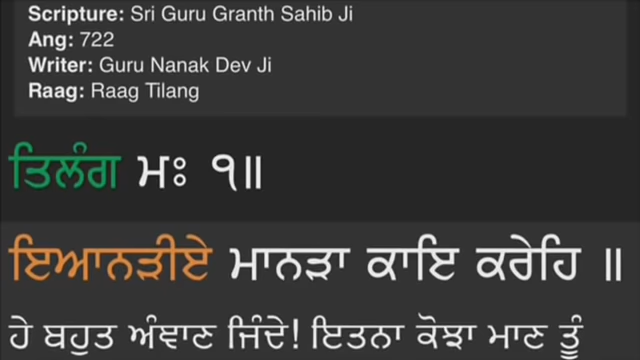 Scripture: Sri Guru Granth Sahib Ji
Ang: 722
Writer: Guru Nanak Dev Ji
Raag: Raag Tilang
ਤਿਲੰਗ ਮਃ ੧॥
ਇਆਨੜੀਏ ਮਾਨੜਾ ਕਾਇ ਕਰੇਹਿ ॥
ਹੇ ਬਹੁਤ ਅੰਞਾਣ ਜਿੰਦੇ! ਇਤਨਾ ਕੋਝਾ ਮਾਣ ਤੂੰ